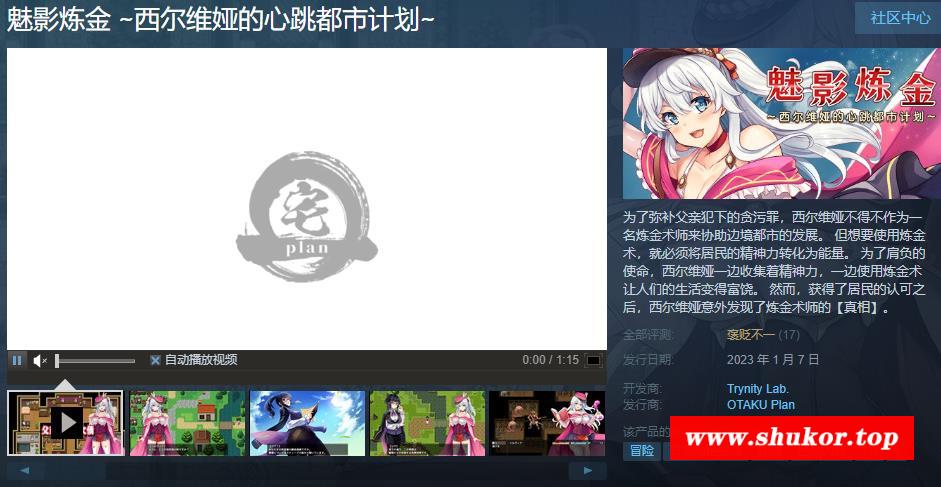 魅影炼金 ~西尔维娅的心跳都市计划~
社区中心
宅
plan
魅影炼金
~西尔维娅的心跳都市计划~
为了弥补父亲犯下的贪污罪，西尔维娅不得不作为一
名炼金术师来协助边境都市的发展。 但想要使用炼金
术，就必须将居民的精神力转化为能量。 为了肩负的
使命，西尔维娅一边收集着精神力，一边使用炼金术
让人们的生活变得富饶。 然而，获得了居民的认可之
后，西尔维娅意外发现了炼金术师的【真相】。
全部评测: 褒贬不一 (17)
发行日期: 2023 年 1 月 7 日
开发商: Trynity Lab.
发行商: OTAKU Plan
该产品的
冒险
www.shukor.top
自动播放视频
0:00 / 1:15